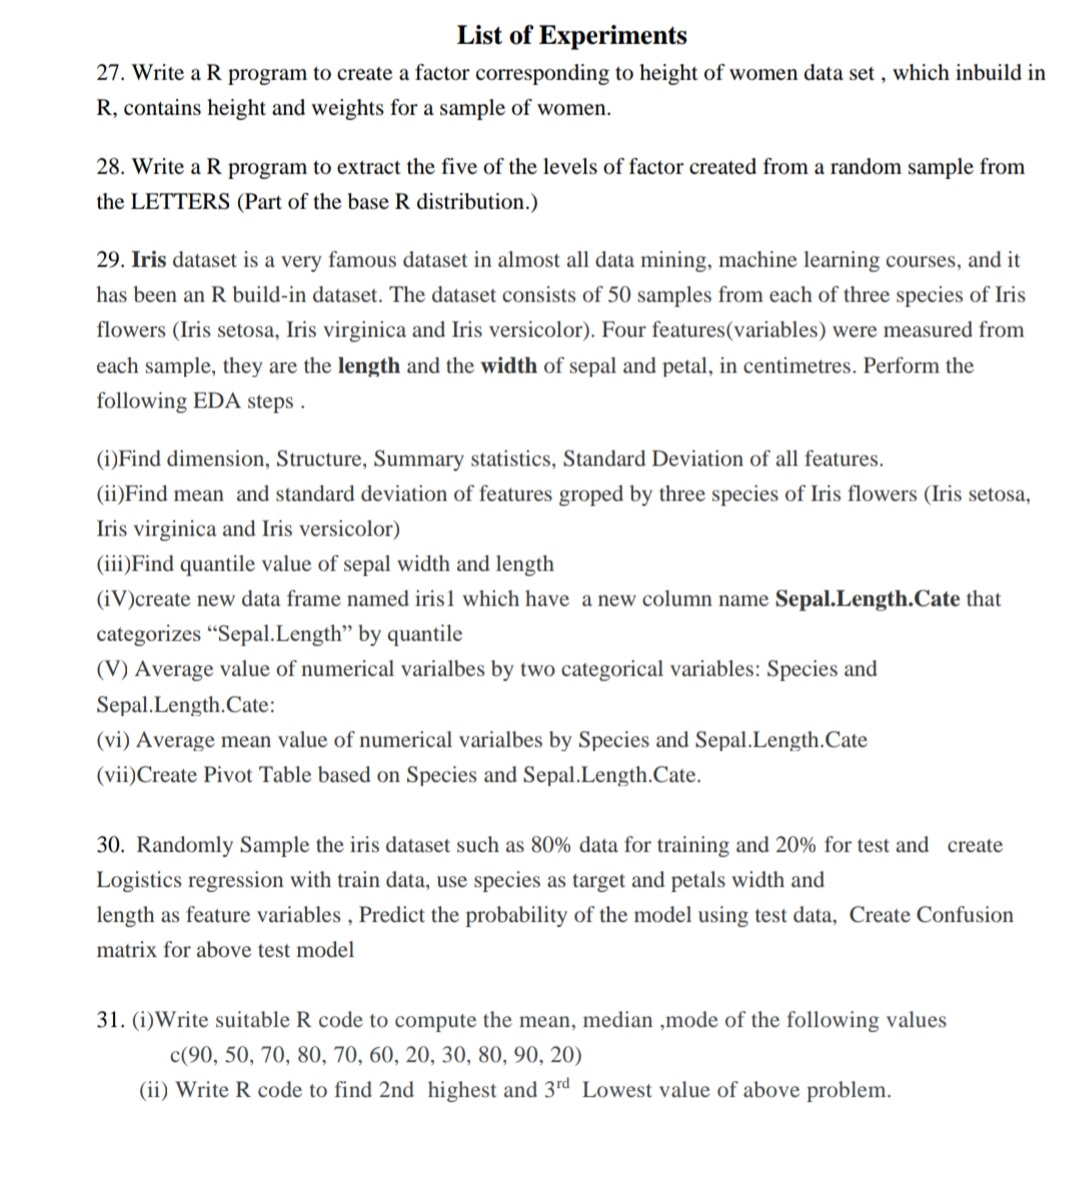 List of Experiments
27. Write a R program to create a factor corresponding to height of women data set , which inbuild in
R, contains height and weights for a sample of women.
28. Write a R program to extract the five of the levels of factor created from a random sample from
the LETTERS (Part of the base R distribution.)
29. Iris dataset is a very famous dataset in almost all data mining, machine learning courses, and it
has been an R build-in dataset. The dataset consists of 50 samples from each of three species of Iris
flowers (Iris setosa, Iris virginica and Iris versicolor). Four features(variables) were measured from
each sample, they are the length and the width of sepal and petal, in centimetres. Perform the
following EDA steps .
(i)Find dimension, Structure, Summary statistics, Standard Deviation of all features.
(ii)Find mean and standard deviation of features groped by three species of Iris flowers (Iris setosa,
Iris virginica and Iris versicolor)
(iii)Find quantile value of sepal width and length
(iV)create new data frame named iris1 which have a new column name Sepal.Length.Cate that
categorizes “Sepal.Length” by quantile
(V) Average value of numerical varialbes by two categorical variables: Species and
Sepal.Length.Cate:
(vi) Average mean value of numerical varialbes by Species and Sepal.Length.Cate
(vii)Create Pivot Table based on Species and Sepal.Length.Cate.
30. Randomly Sample the iris dataset such as 80% data for training and 20% for test and create
Logistics regression with train data, use species as target and petals width and
length as feature variables , Predict the probability of the model using test data, Create Confusion
matrix for above test model
31. (i)Write suitable R code to compute the mean, median ,mode of the following values
c(90, 50, 70, 80, 70, 60, 20, 30, 80, 90, 20)
(ii) Write R code to find 2nd highest and 3rd Lowest value of above problem.